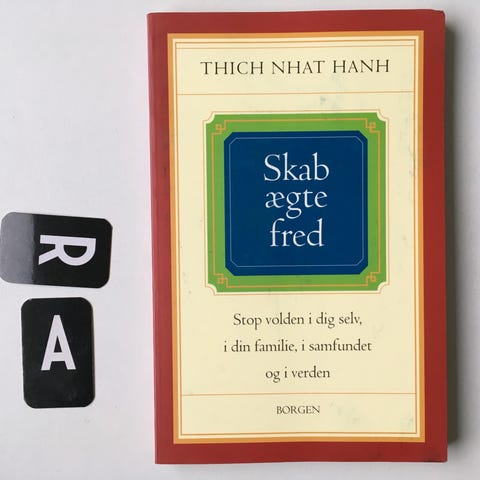 THICH NHAT HANH
Skab
ægte
fred
Stop volden i dig selv,
i din familie, i samfundet
og i verden
BORGEN
R
A